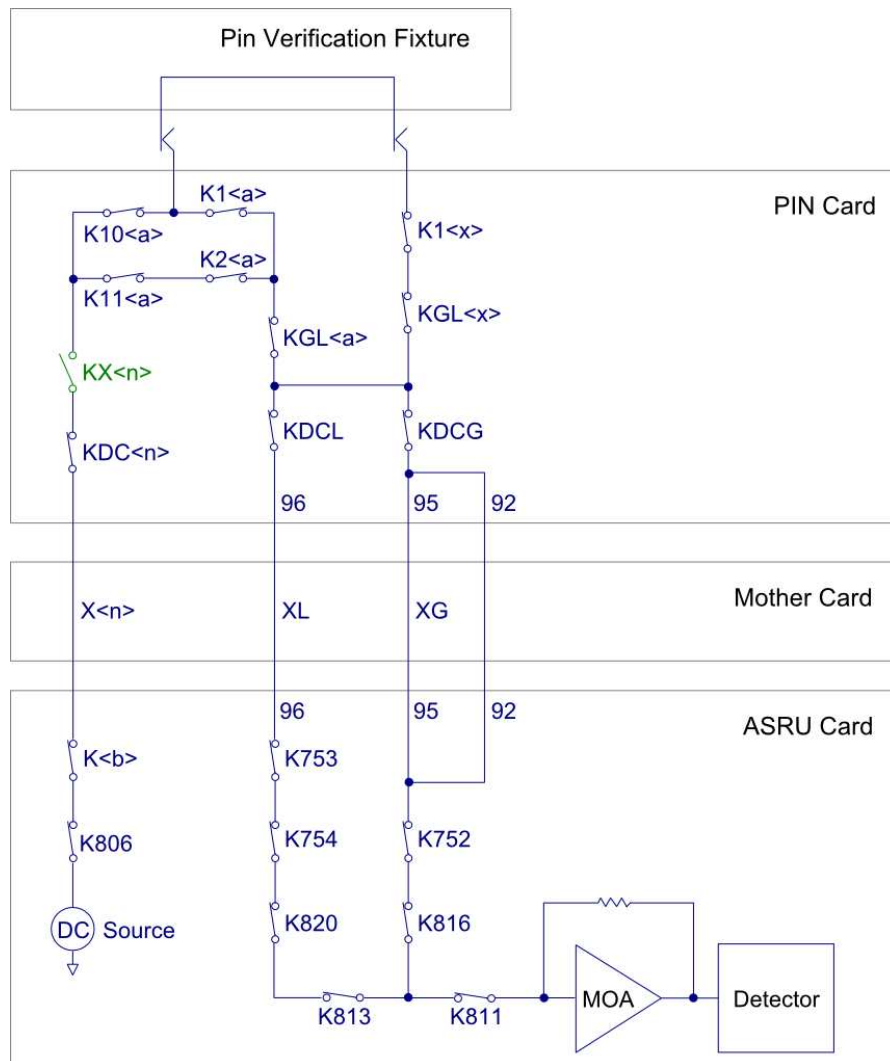 Pin Verification Fixture
PIN Card
K1<a>
K10<a>
K1<x>
K2<a>
K11<a>
KGL<x>
KGL<a>
KX<n>
KDCL
KDCG
KDC<n>
96
95
92
Mother Card
X<n>
XL
XG
96
95
92
ASRU Card
K<b>
K753
K806
K754
K752
DC
Source
K820
K816
MOA
Detector
K813
K811